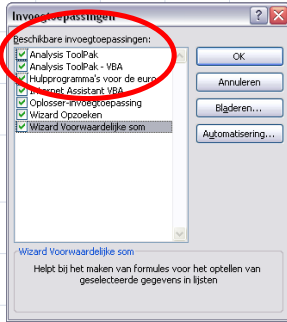 Invoegtoepassingen
Beschikbare invoegtoepassingen:
Analysis ToolPak
Analysis ToolPak - VBA
Hulpprogramma's voor de euro
Internet Assistant VBA
Oplosser-invoegtoepassing
Wizard Opzoeken
Wizard Voorwaardelijke som
OK
Annuleren
Bladeren...
Automatisering...
Wizard Voorwaardelijke som
Helpt bij het maken van formules voor het optellen van
geselecteerde gegevens in lijsten